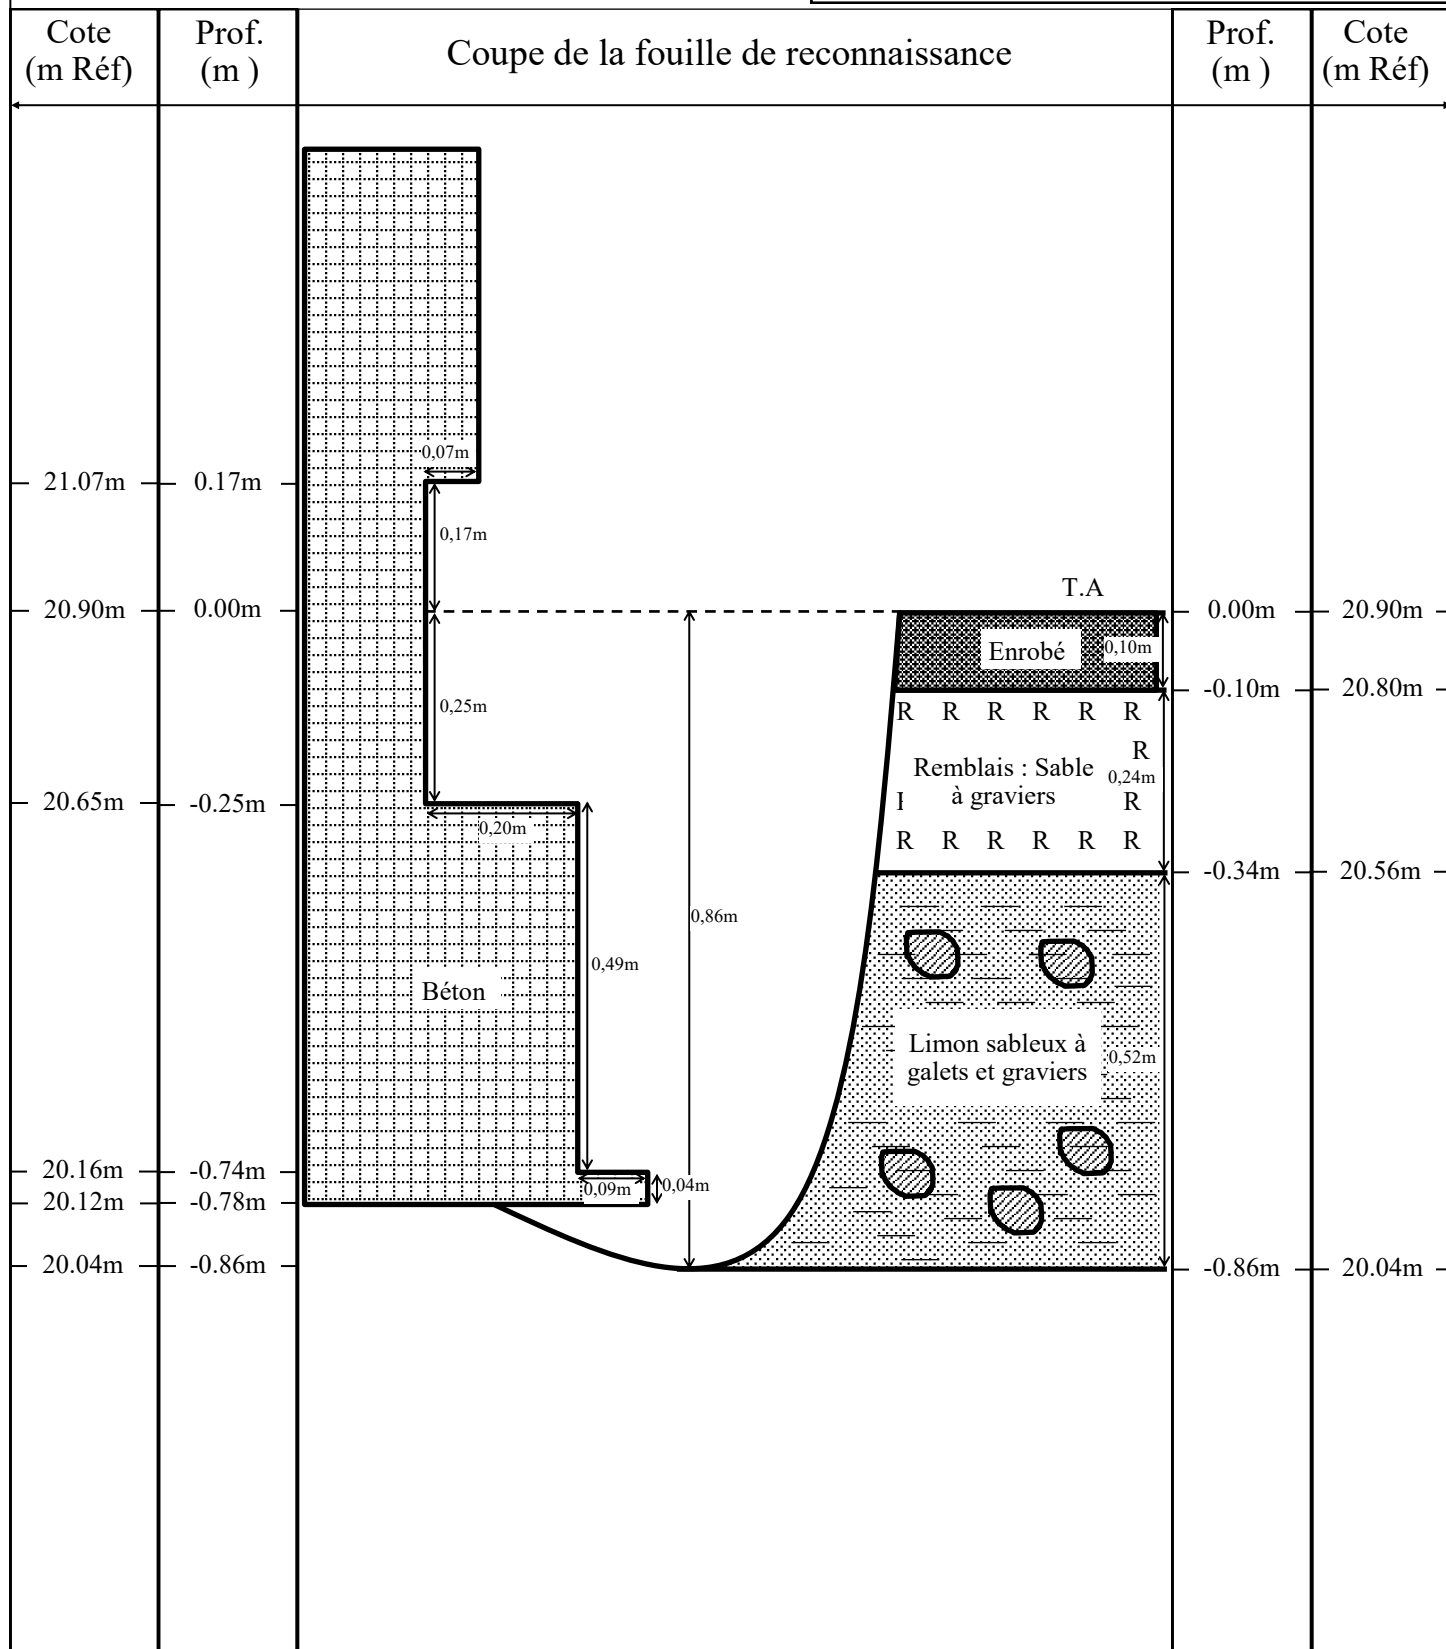 Cote
(m Réf)
Prof.
(m )
Coupe de la fouille de reconnaissance
Prof.
(m )
Cote
(m Réf)
0,07m
21.07m
0.17m
0,17m
T.A
20.90m
0.00m
0.00m
20.90m
Enrobé
0,10m
-0.10m
20.80m
0,25m
R R R R R R
R
Remblais : Sable
0,24m
à graviers
R
20.65m
-0.25m
0,20m
R R R R R R
-0.34m
20.56m
0,86m
0,49m
Béton
Limon sableux à
galets et graviers
0,52m
20.16m
-0.74m
0,09m
0,04m
20.12m
-0.78m
20.04m
-0.86m
-0.86m
20.04m